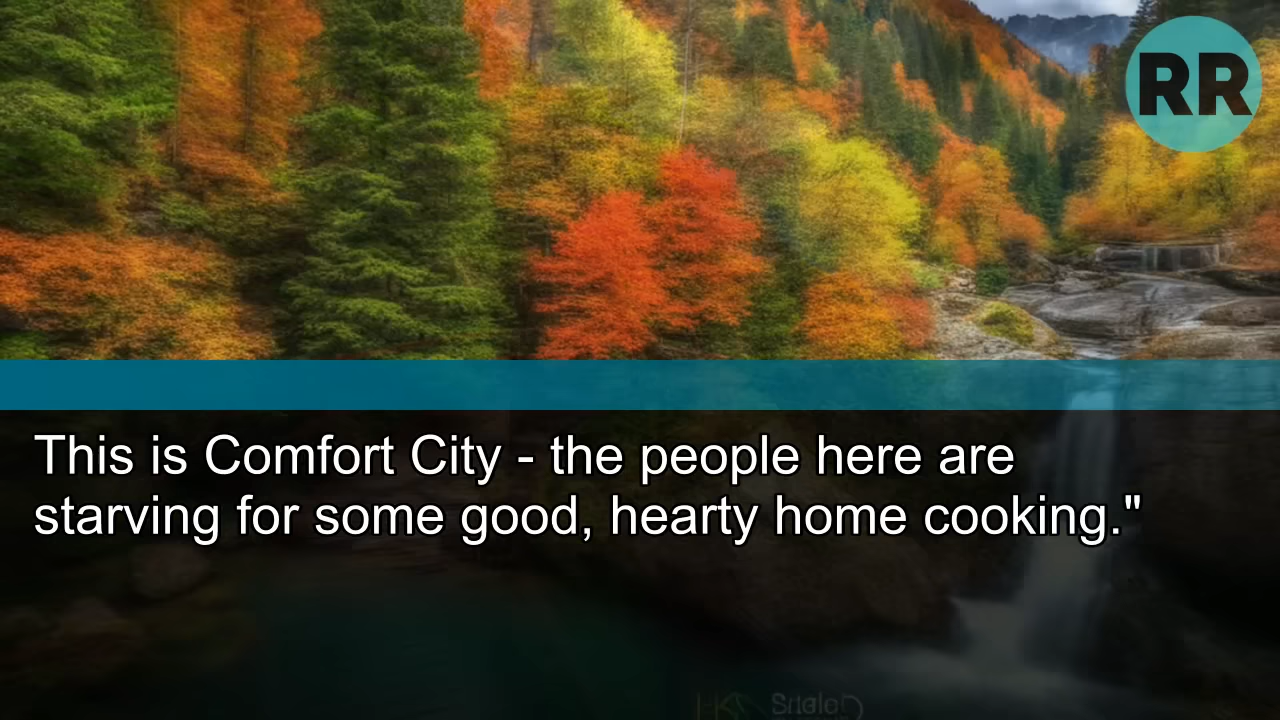 RR
This is Comfort City - the people here are
starving for some good, hearty home cooking."